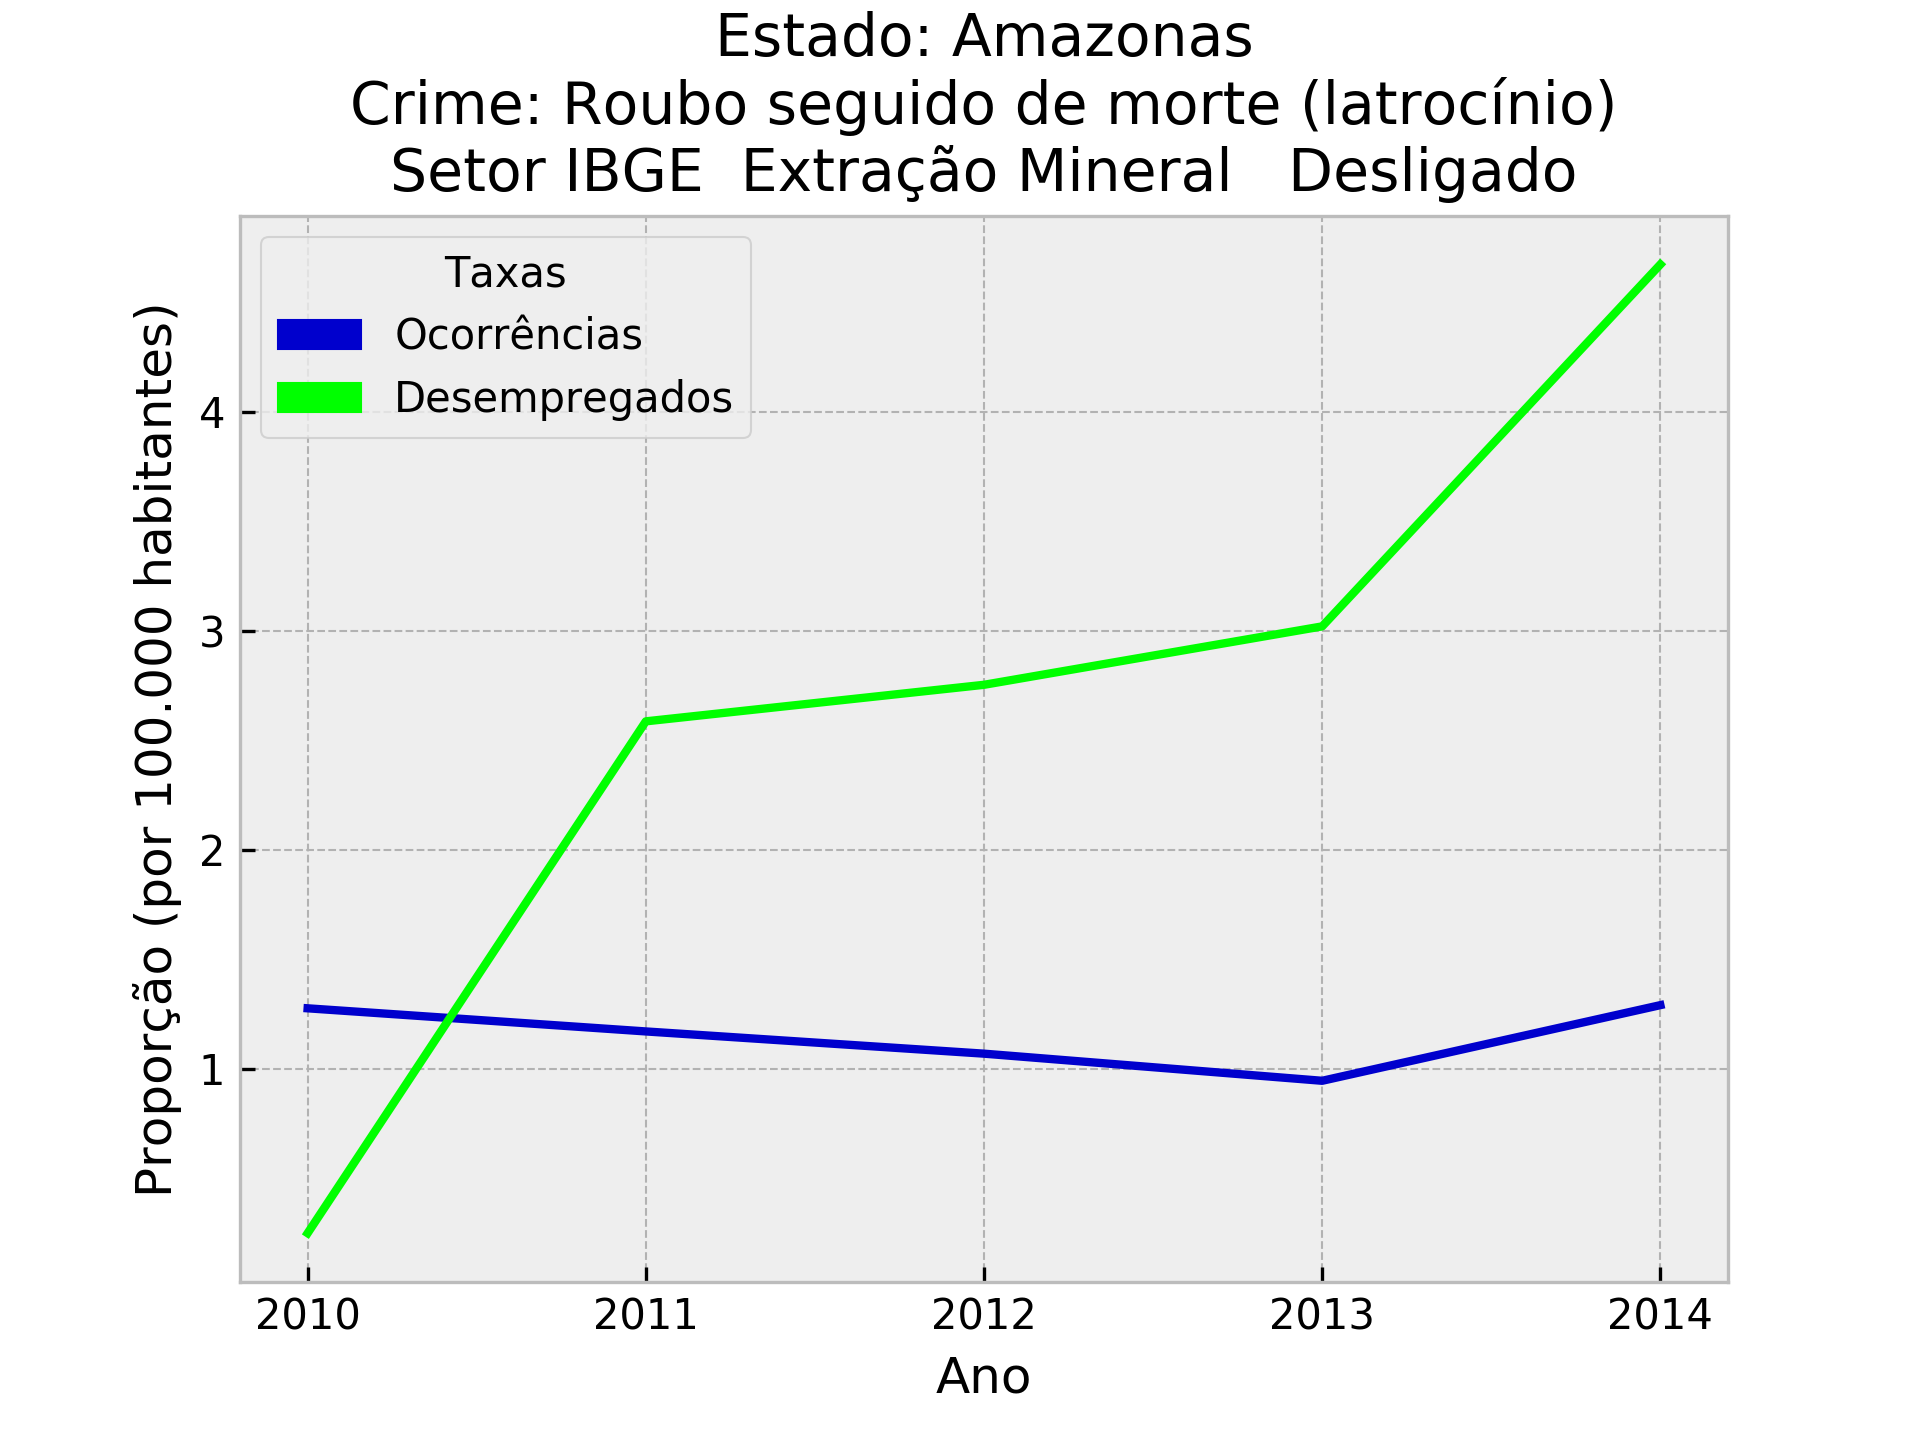 Estado: Amazonas
Crime: Roubo seguido de morte (latrocínio)
Setor IBGE  Extração Mineral   Desligado
Taxas
Ocorrências
Desempregados
Proporção (por 100.000 habitantes)
4
3
2
1
2010 2011 2012 2013 2014
Ano